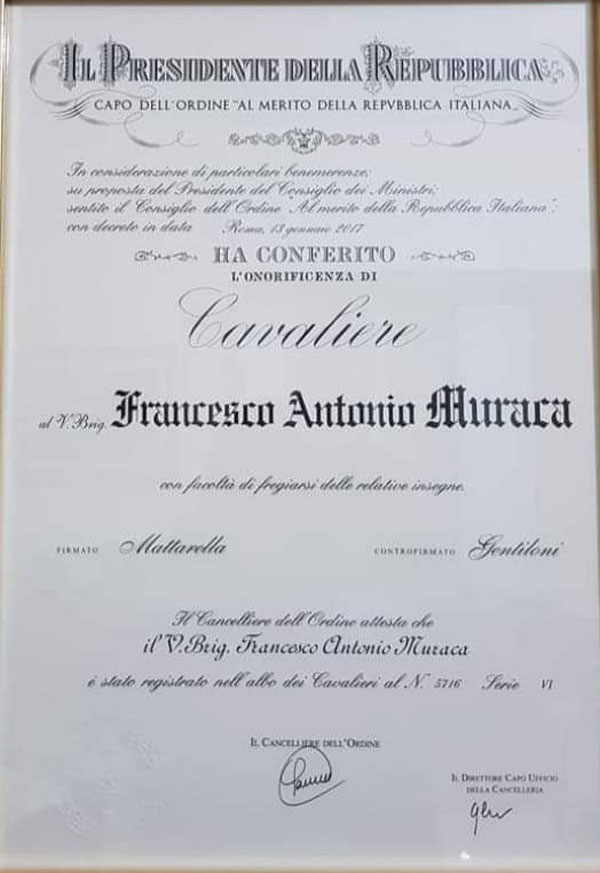 IL PRESIDENTE DELLA REPUBBLICA
CAPO DELL'ORDINE "AL MERITO DELLA REPVBBLICA ITALIANA"
In considerazione di particolari benemerenze;
su proposta del Presidente del Consiglio dei Ministri;
sentito il Consiglio dell'Ordine "Al merito della Repubblica Italiana";
con decreto in data Roma, 13 gennaio 2017
HA CONFERITO
L'ONORIFICENZA DI
Cavaliere
al V.Brig. Francesco Antonio Muraca
con facoltà di fregiarsi delle relative insegne.
FIRMATO Mattarella CONTROFIRMATO Gentiloni
Il Cancelliere dell'Ordine attesta che
il V.Brig. Francesco Antonio Muraca
è stato registrato nell'albo dei Cavalieri al N. 5716 Serie VI
IL CANCELLIERE DELL'ORDINE
IL DIRETTORE CAPO UFFICIO
DELLA CANCELLERIA